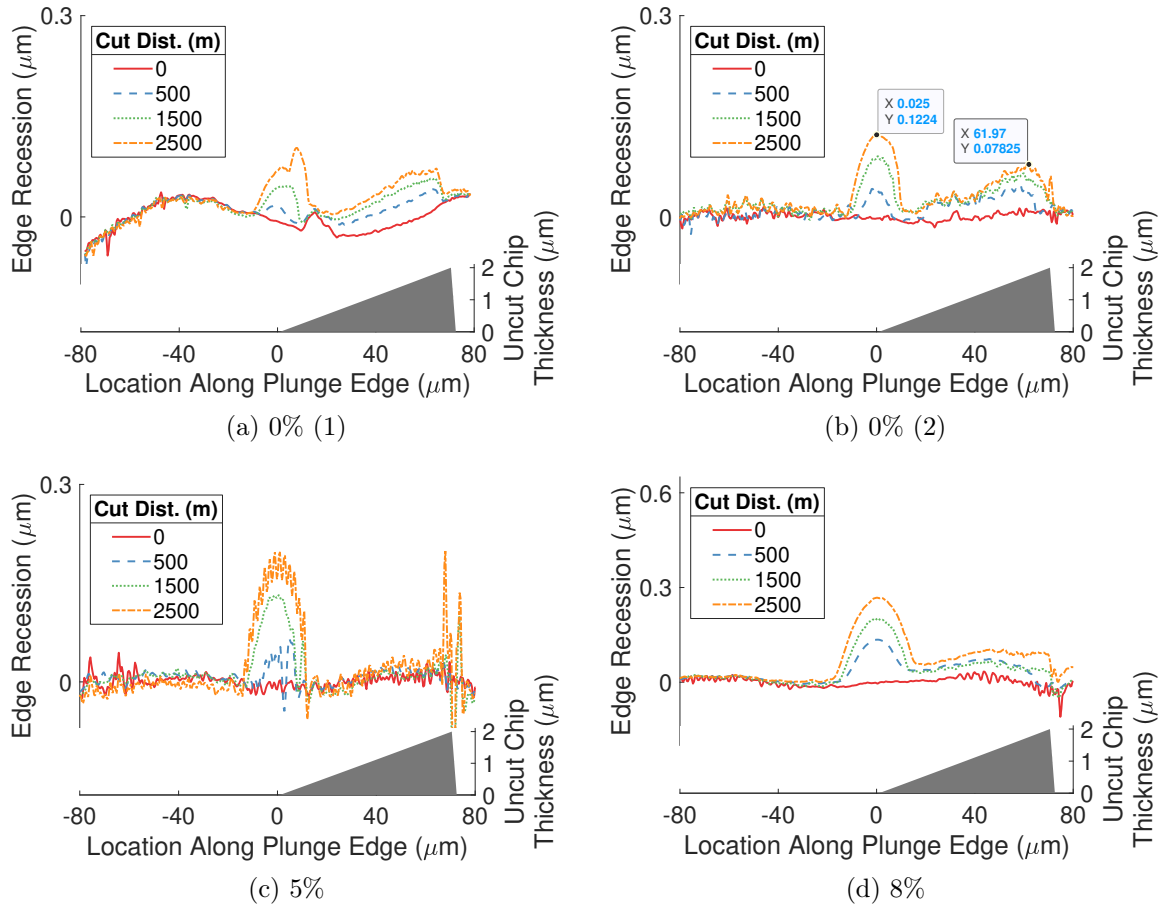 Edge Recession (μm)
0.3
0
Cut Dist. (m)
0
500
1500
2500
Uncut Chip
Thickness (μm)
2
1
0
-80 -40 0 40 80
Location Along Plunge Edge (μm)
(a) 0% (1)
Edge Recession (μm)
0.3
0
Cut Dist. (m)
0
500
1500
2500
X 0.025
Y 0.1224
X 61.97
Y 0.07825
Uncut Chip
Thickness (μm)
2
1
0
-80 -40 0 40 80
Location Along Plunge Edge (μm)
(b) 0% (2)
Edge Recession (μm)
0.3
0
Cut Dist. (m)
0
500
1500
2500
Uncut Chip
Thickness (μm)
2
1
0
-80 -40 0 40 80
Location Along Plunge Edge (μm)
(c) 5%
Edge Recession (μm)
0.6
0.3
0
Cut Dist. (m)
0
500
1500
2500
Uncut Chip
Thickness (μm)
2
1
0
-80 -40 0 40 80
Location Along Plunge Edge (μm)
(d) 8%